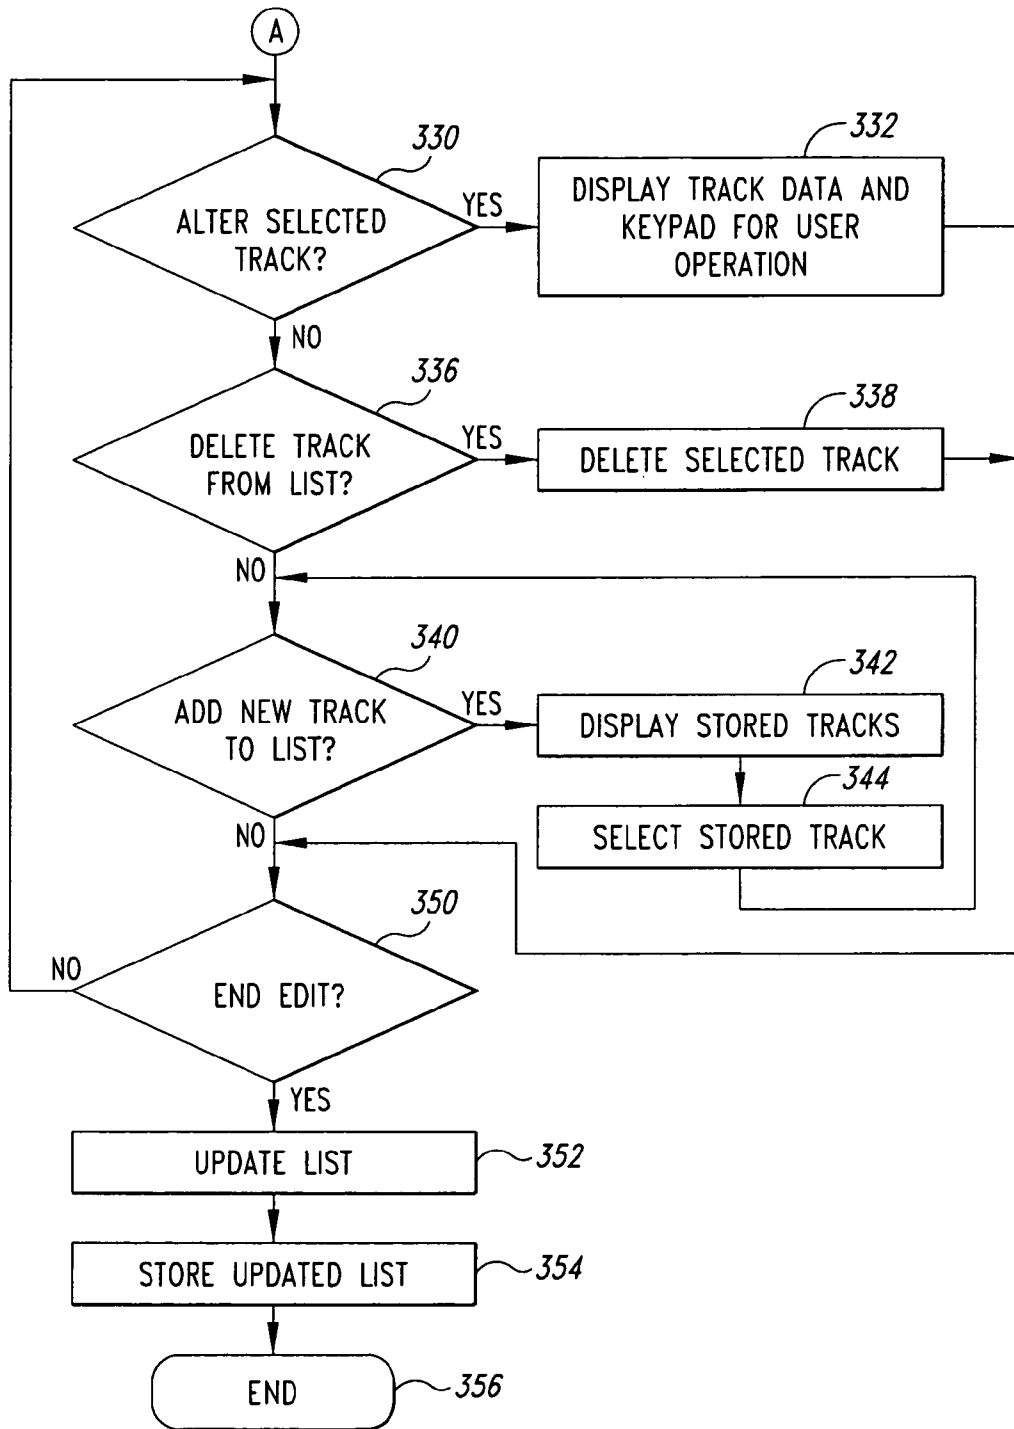 A
330
ALTER SELECTED
TRACK?
YES
332
DISPLAY TRACK DATA AND
KEYPAD FOR USER
OPERATION
NO
336
DELETE TRACK
FROM LIST?
YES
338
DELETE SELECTED TRACK
NO
340
ADD NEW TRACK
TO LIST?
YES
342
DISPLAY STORED TRACKS
344
SELECT STORED TRACK
NO
350
END EDIT?
NO
YES
UPDATE LIST
352
STORE UPDATED LIST
354
END
356